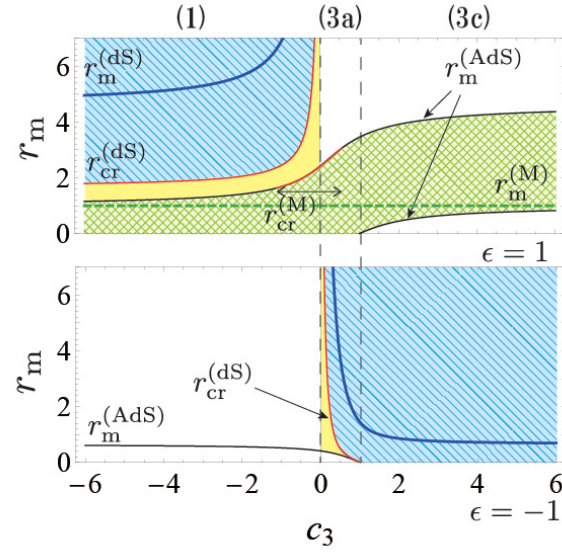 (1) (3a) (3c)
6
r_m^(dS)
r_m^(AdS)
4
r_m
r_cr^(dS)
2
r_m^(M)
r_cr^(M)
0
ϵ = 1
6
4
r_m
r_cr^(dS)
2
r_m^(AdS)
0
−6 −4 −2 0 2 4 6
ϵ = −1
c_3